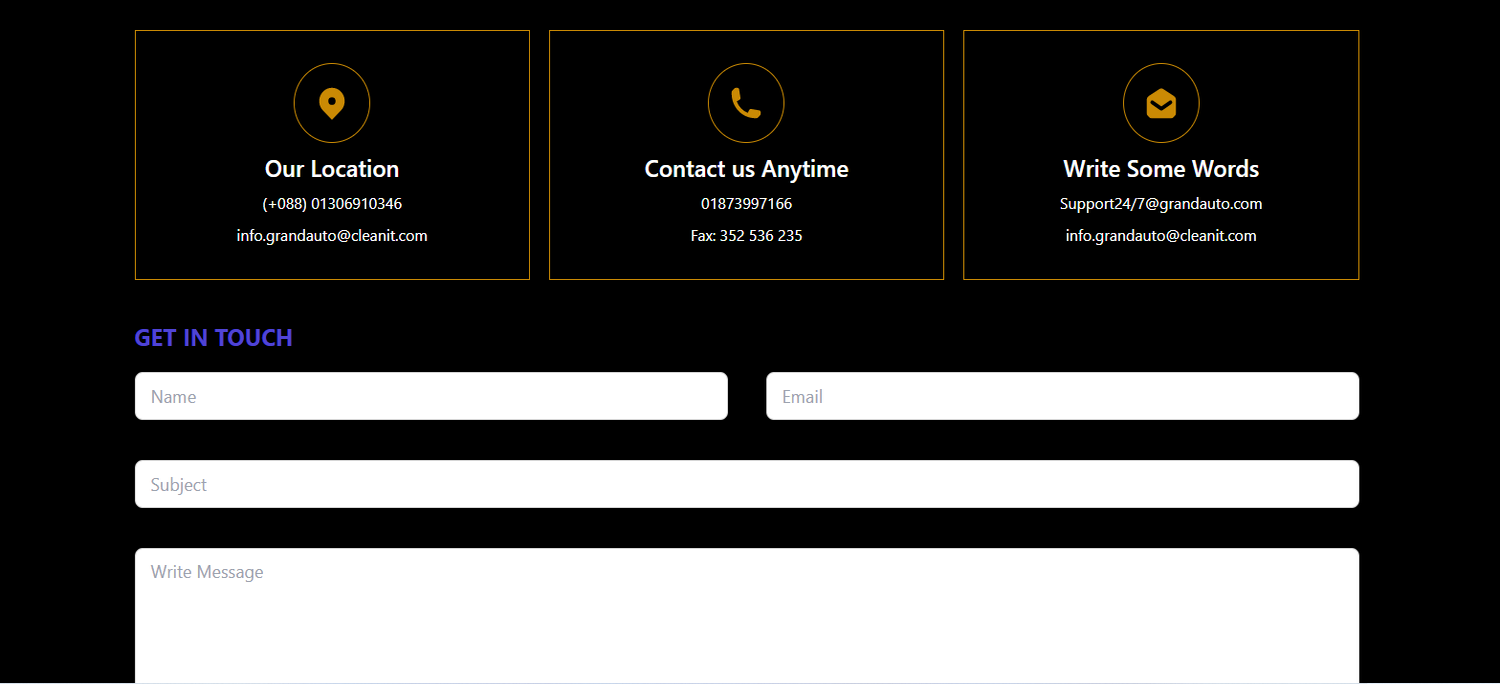 Our Location
(+088) 01306910346
info.grandauto@cleanit.com
Contact us Anytime
01873997166
Fax: 352 536 235
Write Some Words
Support24/7@grandauto.com
info.grandauto@cleanit.com
GET IN TOUCH
Name
Email
Subject
Write Message